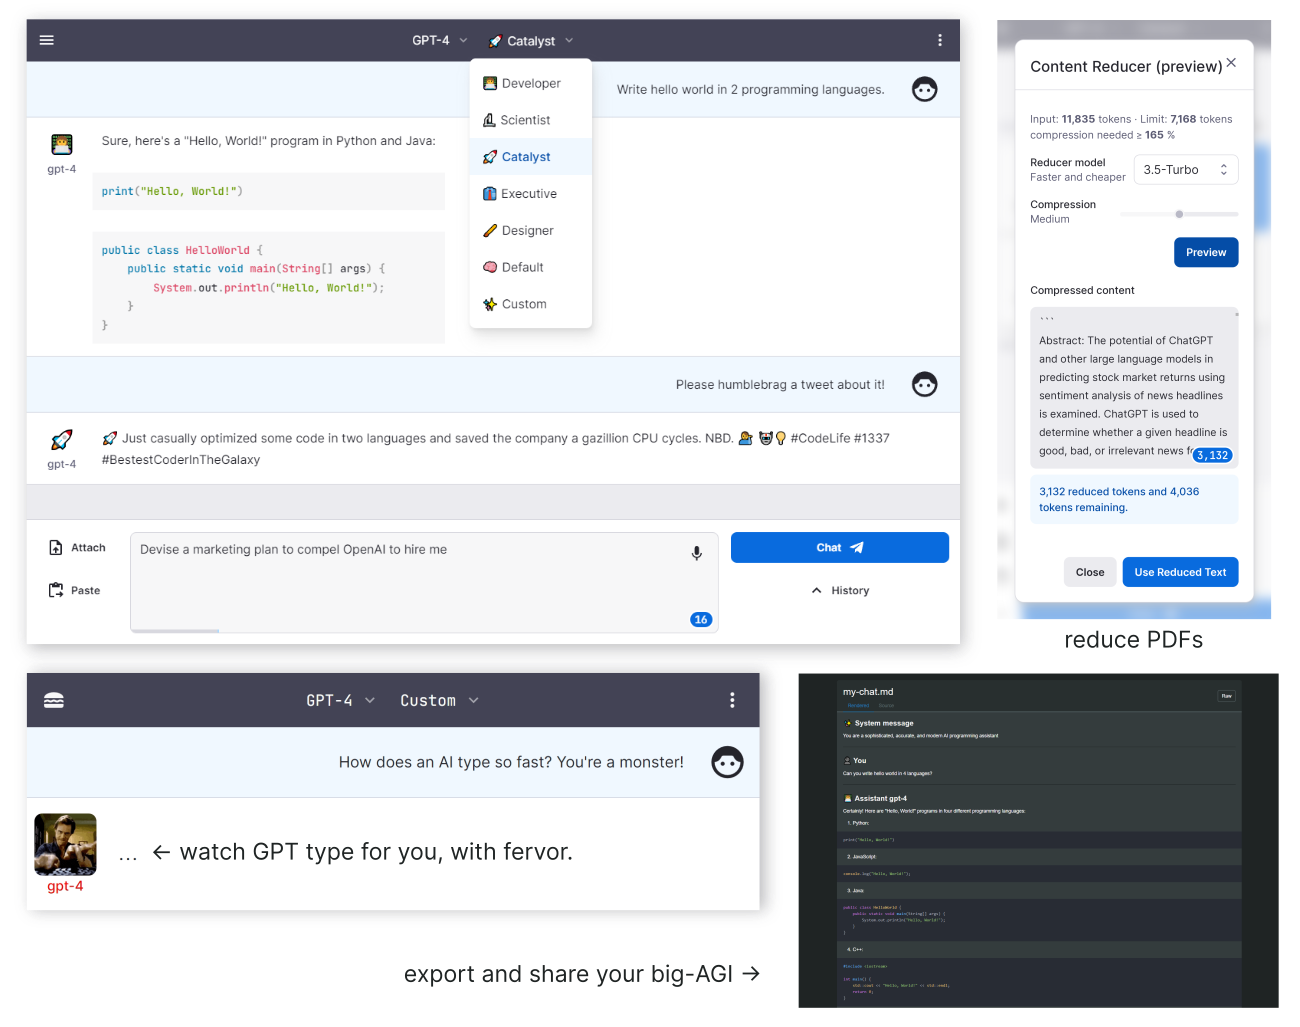 GPT-4
Catalyst
Developer
Scientist
Catalyst
Executive
Designer
Default
Custom
Write hello world in 2 programming languages.
gpt-4
Sure, here's a "Hello, World!" program in Python and Java:
print("Hello, World!")
public class HelloWorld {
    public static void main(String[] args) {
        System.out.println("Hello, World!");
    }
}
Please humblebrag a tweet about it!
gpt-4
🚀 Just casually optimized some code in two languages and saved the company a gazillion CPU cycles. NBD. #CodeLife #1337
#BestestCoderInTheGalaxy
Attach
Paste
Devise a marketing plan to compel OpenAI to hire me
16
Chat
History
Content Reducer (preview)
Input: 11,835 tokens · Limit: 7,168 tokens
compression needed ≥ 165 %
Reducer model
Faster and cheaper
3.5-Turbo
Compression
Medium
Preview
Compressed content
```
Abstract: The potential of ChatGPT
and other large language models in
predicting stock market returns using
sentiment analysis of news headlines
is examined. ChatGPT is used to
determine whether a given headline is
good, bad, or irrelevant news
3,132
3,132 reduced tokens and 4,036
tokens remaining.
Close
Use Reduced Text
reduce PDFs
GPT-4
Custom
How does an AI type so fast? You're a monster!
gpt-4
... ← watch GPT type for you, with fervor.
export and share your big-AGI →
my-chat.md
Raw
Rendered
Source
System message
You are a sophisticated, accurate, and modern AI programming assistant
You
Can you write hello world in 4 languages?
Assistant gpt-4
Certainly! Here are "Hello, World!" programs in four different programming languages:
1. Python:
print("Hello, World!")
2. JavaScript:
console.log("Hello, World!");
3. Java:
public class HelloWorld {
    public static void main(String[] args) {
        System.out.println("Hello, World!");
    }
}
4. C++:
#include <iostream>
int main() {
    std::cout << "Hello, World!" << std::endl;
    return 0;
}